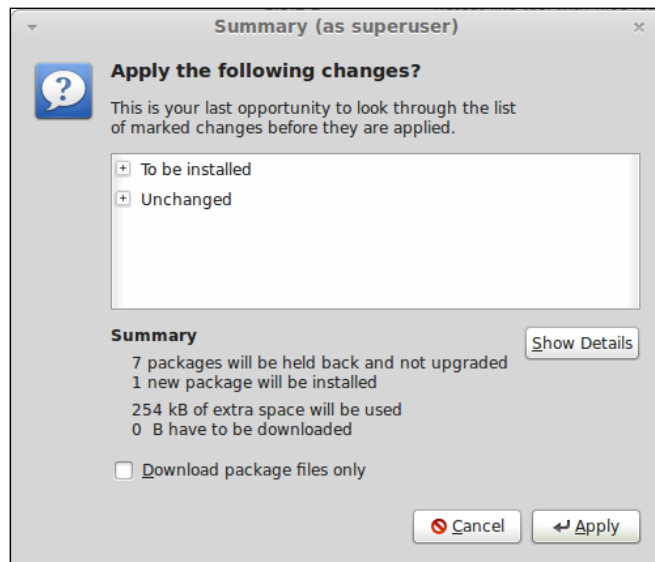 Summary (as superuser)
Apply the following changes?
This is your last opportunity to look through the list
of marked changes before they are applied.
To be installed
Unchanged
Summary
Show Details
7 packages will be held back and not upgraded
1 new package will be installed
254 kB of extra space will be used
0 B have to be downloaded
Download package files only
Cancel
Apply